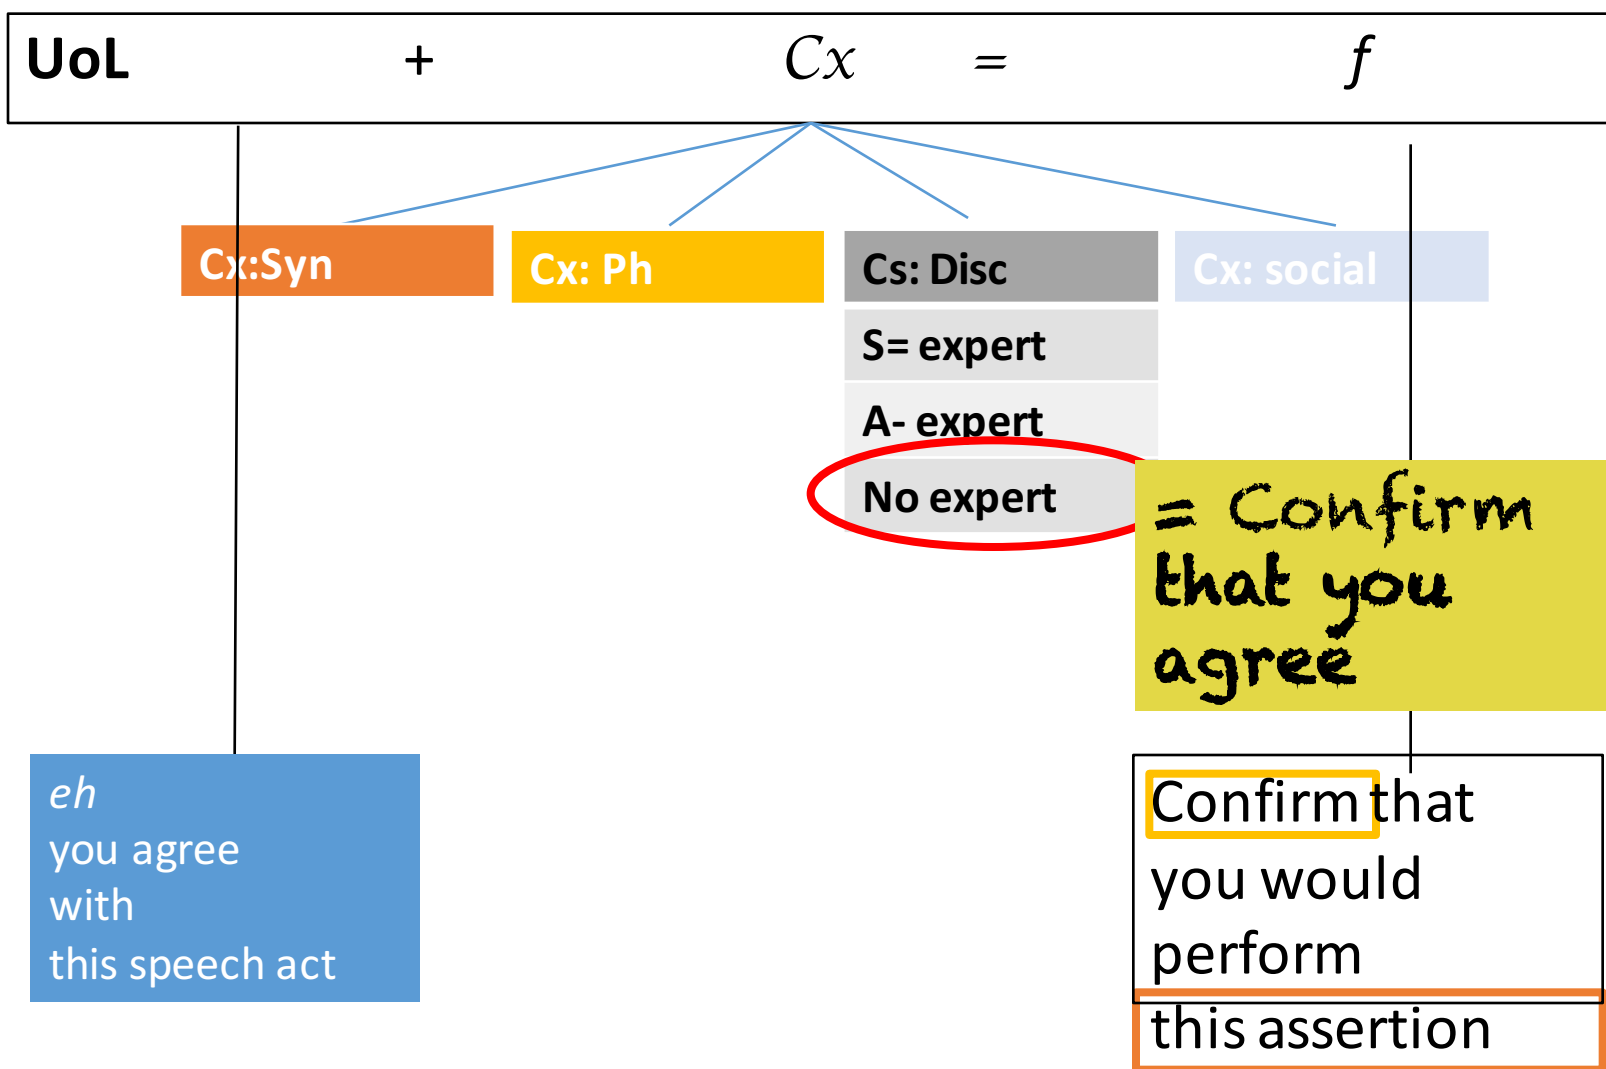 UoL + Cx = f
Cx:Syn
Cx: Ph
Cs: Disc
Cx: social
S= expert
A- expert
No expert
= Confirm
that you
agree
eh
you agree
with
this speech act
Confirm that
you would
perform
this assertion